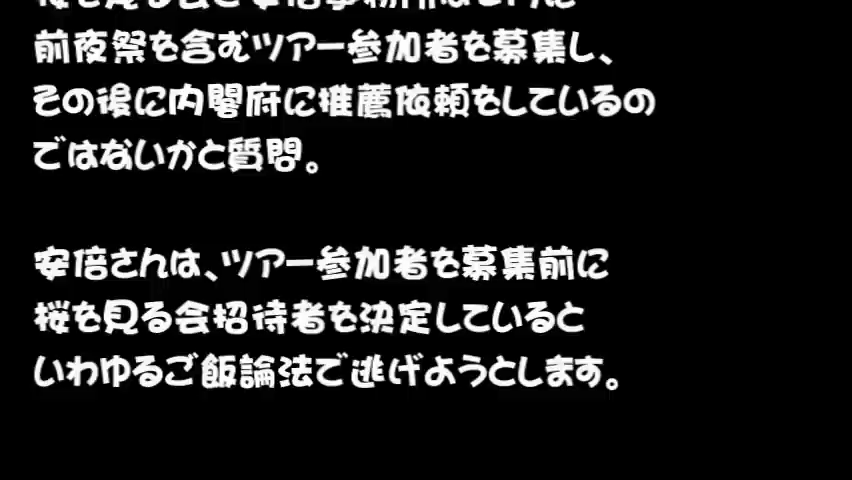 前夜祭を含むツアー参加者を募集し、
その後に内閣府に推薦依頼をしているの
ではないかと質問。
安倍さんは、ツアー参加者を募集前に
桜を見る会招待者を決定していると
いわゆるご飯論法で逃げようとします。